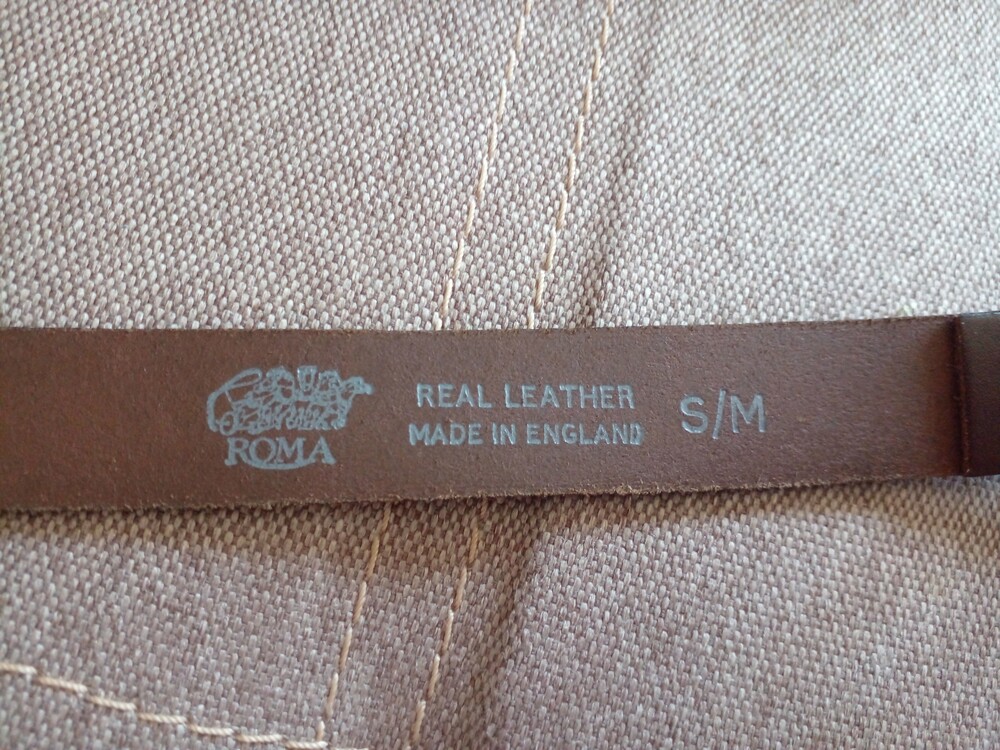 ROMA
REAL LEATHER
MADE IN ENGLAND
S/M